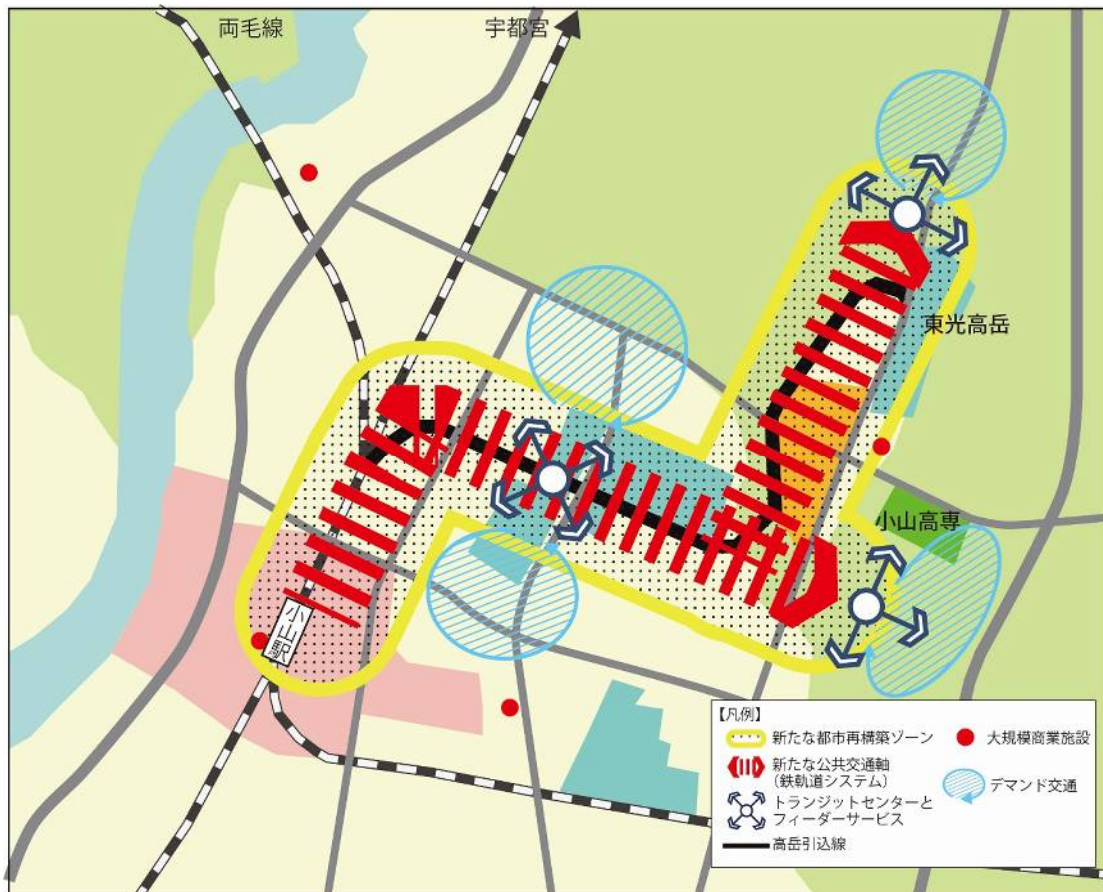 両毛線
宇都宮
東光高岳
小山高専
小山駅
【凡例】
新たな都市再構築ゾーン
新たな公共交通軸
(鉄軌道システム)
トランジットセンターと
フィーダーサービス
高岳引込線
大規模商業施設
デマンド交通